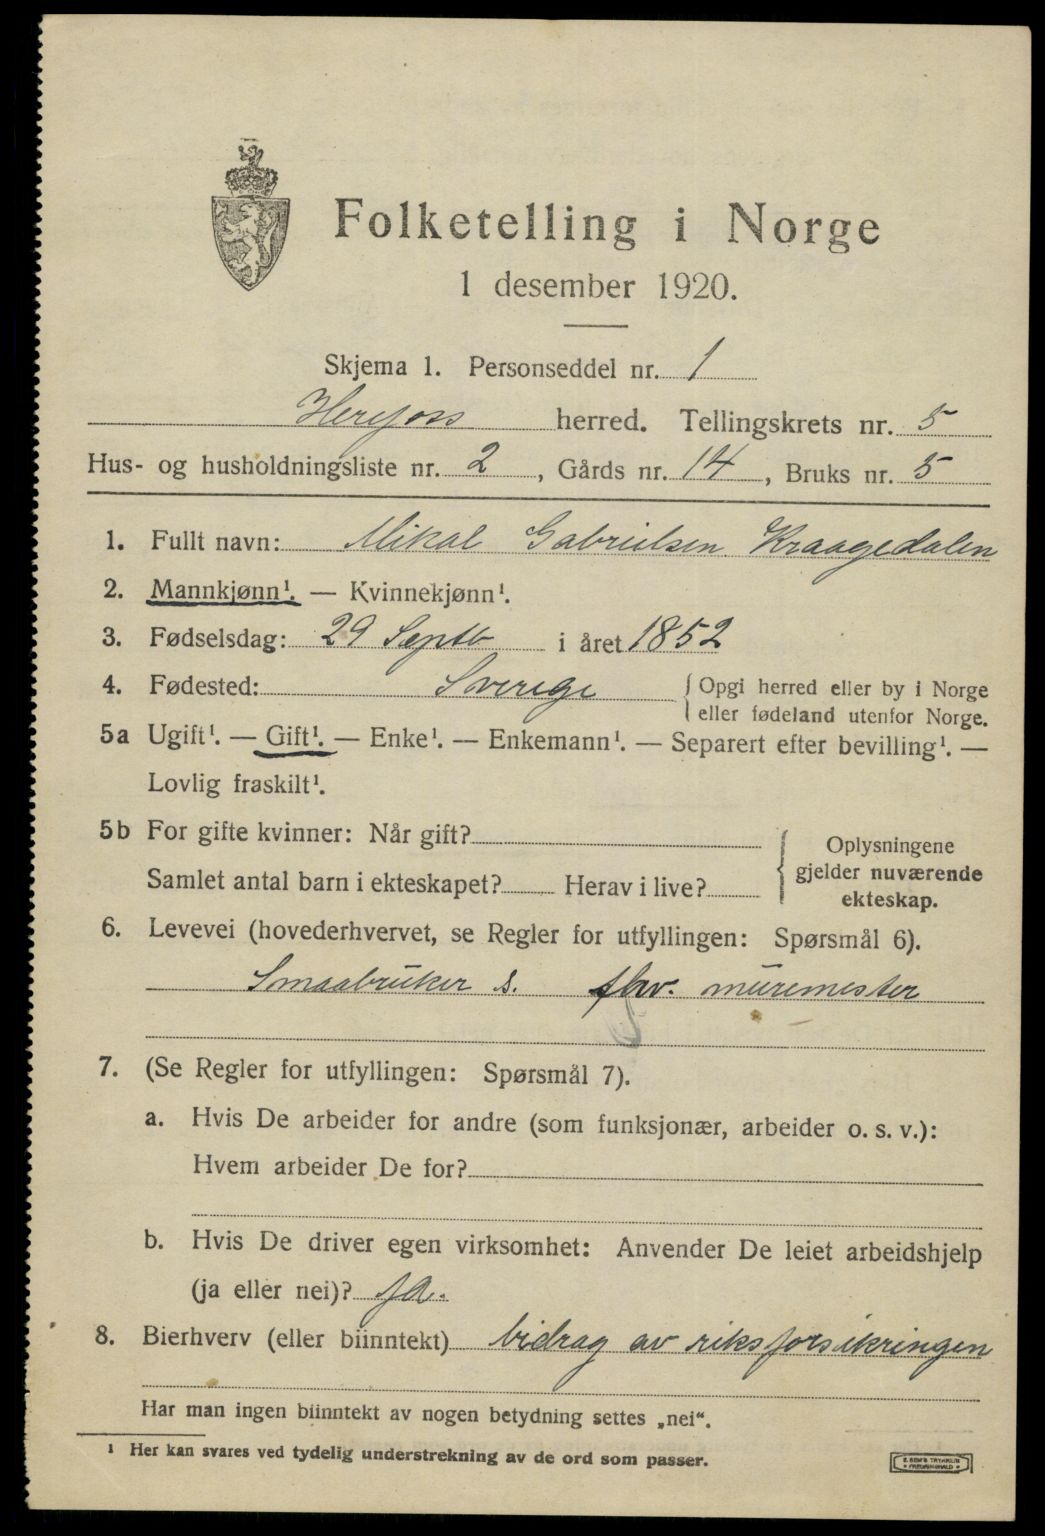 Folketelling i Norge
1 desember 1920.
Skjema 1. Personseddel nr. 1
Herefoss herred. Tellingskrets nr. 5
Hus- og husholdningsliste nr. 2, Gårds nr. 14, Bruks nr. 5
1. Fullt navn: Mikal Gabrielsen Kraagedalen
2. Mannkjønn¹. — Kvinnekjønn¹.
3. Fødselsdag: 29 Septb i året 1852
4. Fødested: Sverige { Opgi herred eller by i Norge
eller fødeland utenfor Norge.
5a Ugift¹. — Gift¹. — Enke¹. — Enkemann¹. — Separert efter bevilling¹. —
Lovlig fraskilt¹.
5b For gifte kvinner: Når gift?
Samlet antal barn i ekteskapet? Herav i live?
Oplysningene
gjelder nuværende
ekteskap.
6. Levevei (hovederhvervet, se Regler for utfyllingen: Spørsmål 6).
Smaabruker s. fhv. müremester
7. (Se Regler for utfyllingen: Spørsmål 7).
a. Hvis De arbeider for andre (som funksjonær, arbeider o. s. v.):
Hvem arbeider De for?
b. Hvis De driver egen virksomhet: Anvender De leiet arbeidshjelp
(ja eller nei)? ja.
8. Bierhverv (eller biinntekt) bidrag av riksforsikringen
Har man ingen biinntekt av nogen betydning settes „nei“.
¹ Her kan svares ved tydelig understrekning av de ord som passer.